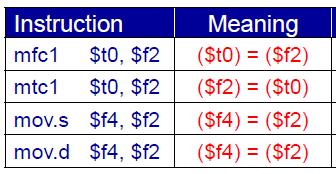 Instruction Meaning
mfc1 $t0, $f2 ($t0) = ($f2)
mtc1 $t0, $f2 ($f2) = ($t0)
mov.s $f4, $f2 ($f4) = ($f2)
mov.d $f4, $f2 ($f4) = ($f2)